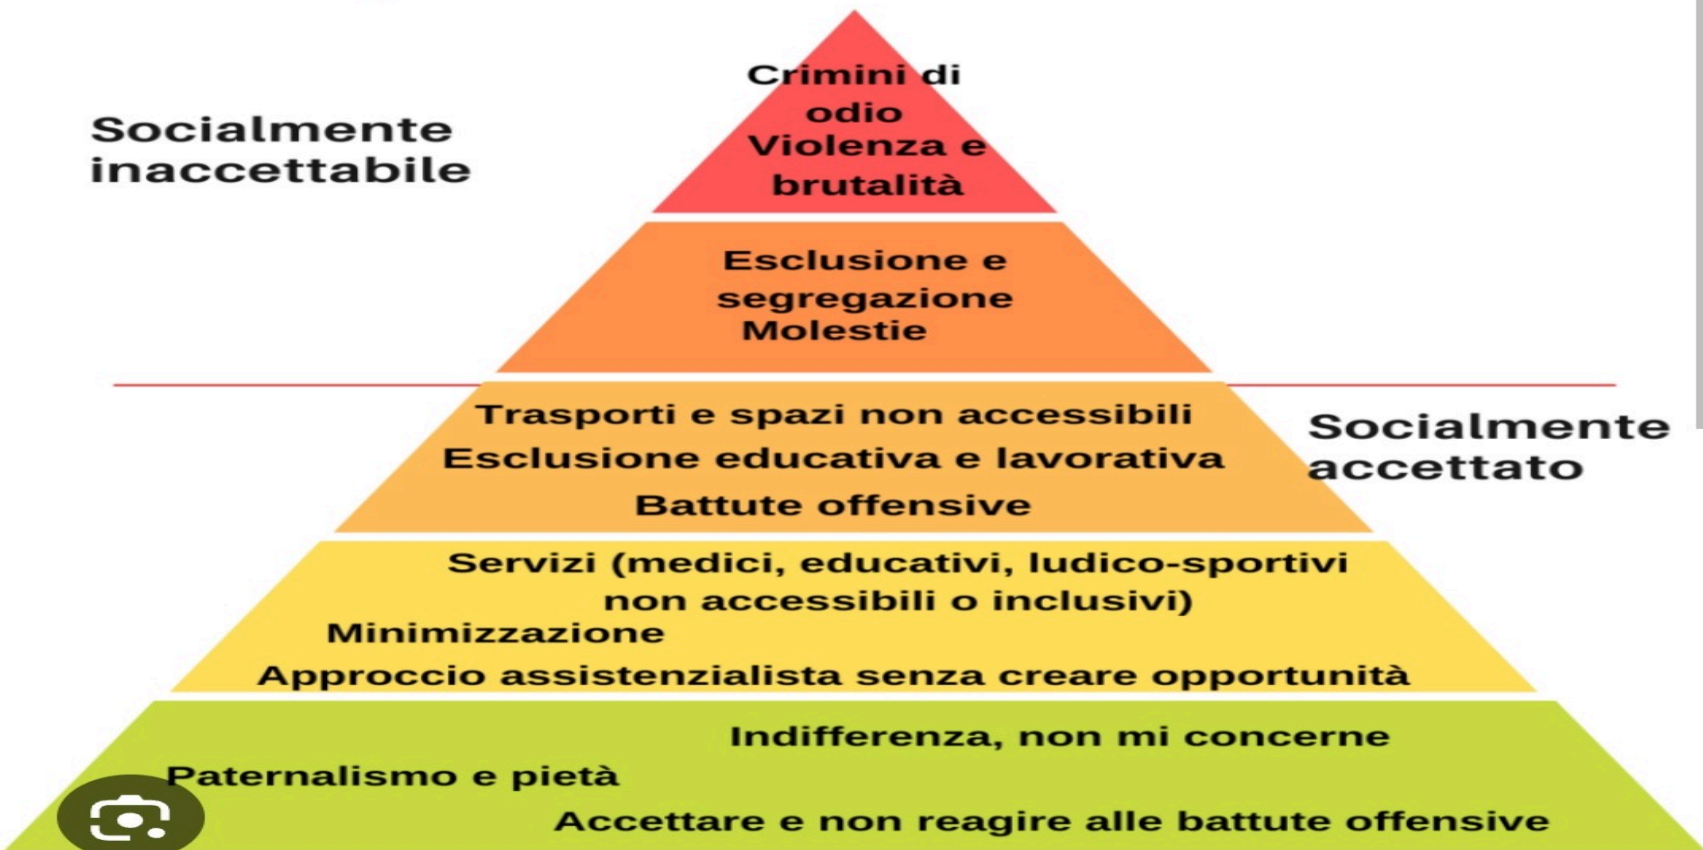 Crimini di
odio
Socialmente
inaccettabile
Violenza e
brutalità
Esclusione e
segregazione
Molestie
Trasporti e spazi non accessibili
Socialmente
accettato
Esclusione educativa e lavorativa
Battute offensive
Servizi (medici, educativi, ludico-sportivi
non accessibili o inclusivi)
Minimizzazione
Approccio assistenzialista senza creare opportunità
Indifferenza, non mi concerne
Paternalismo e pietà
Accettare e non reagire alle battute offensive